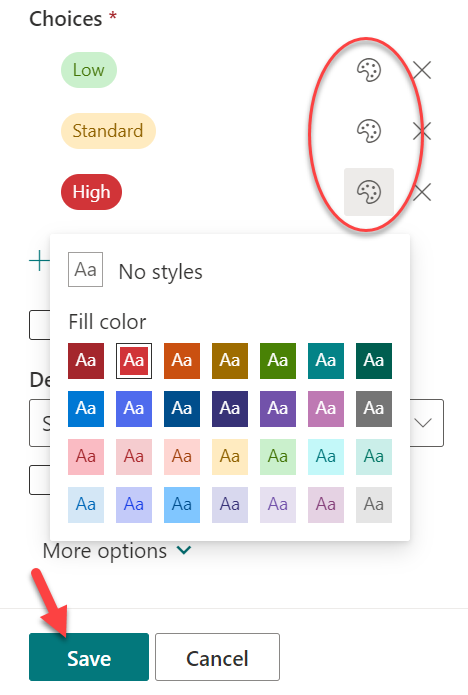 Choices *
Low
Standard
High
Aa No styles
Fill color
Aa Aa Aa Aa Aa Aa Aa
De
Aa Aa Aa Aa Aa Aa Aa
S
Aa Aa Aa Aa Aa Aa Aa
Aa Aa Aa Aa Aa Aa Aa
More options
Save Cancel